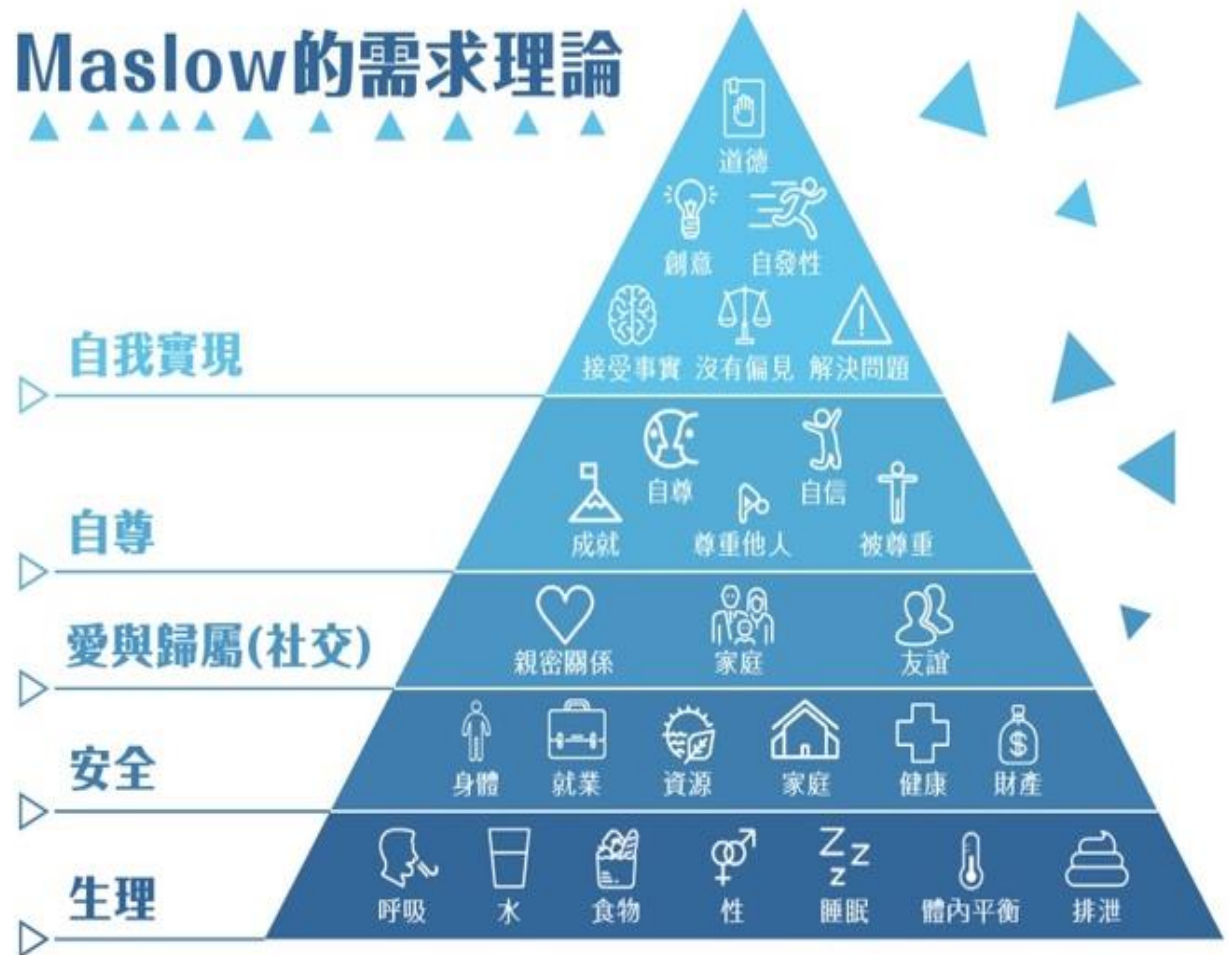 Maslow的需求理論
道德
創意 自發性
自我實現
接受事實 沒有偏見 解決問題
自尊 自信
自尊
成就 尊重他人 被尊重
愛與歸屬(社交)
親密關係 家庭 友誼
安全
身體 就業 資源 家庭 健康 財產
$
生理
Z Z
z
呼吸 水 食物 性 睡眠 體內平衡 排泄